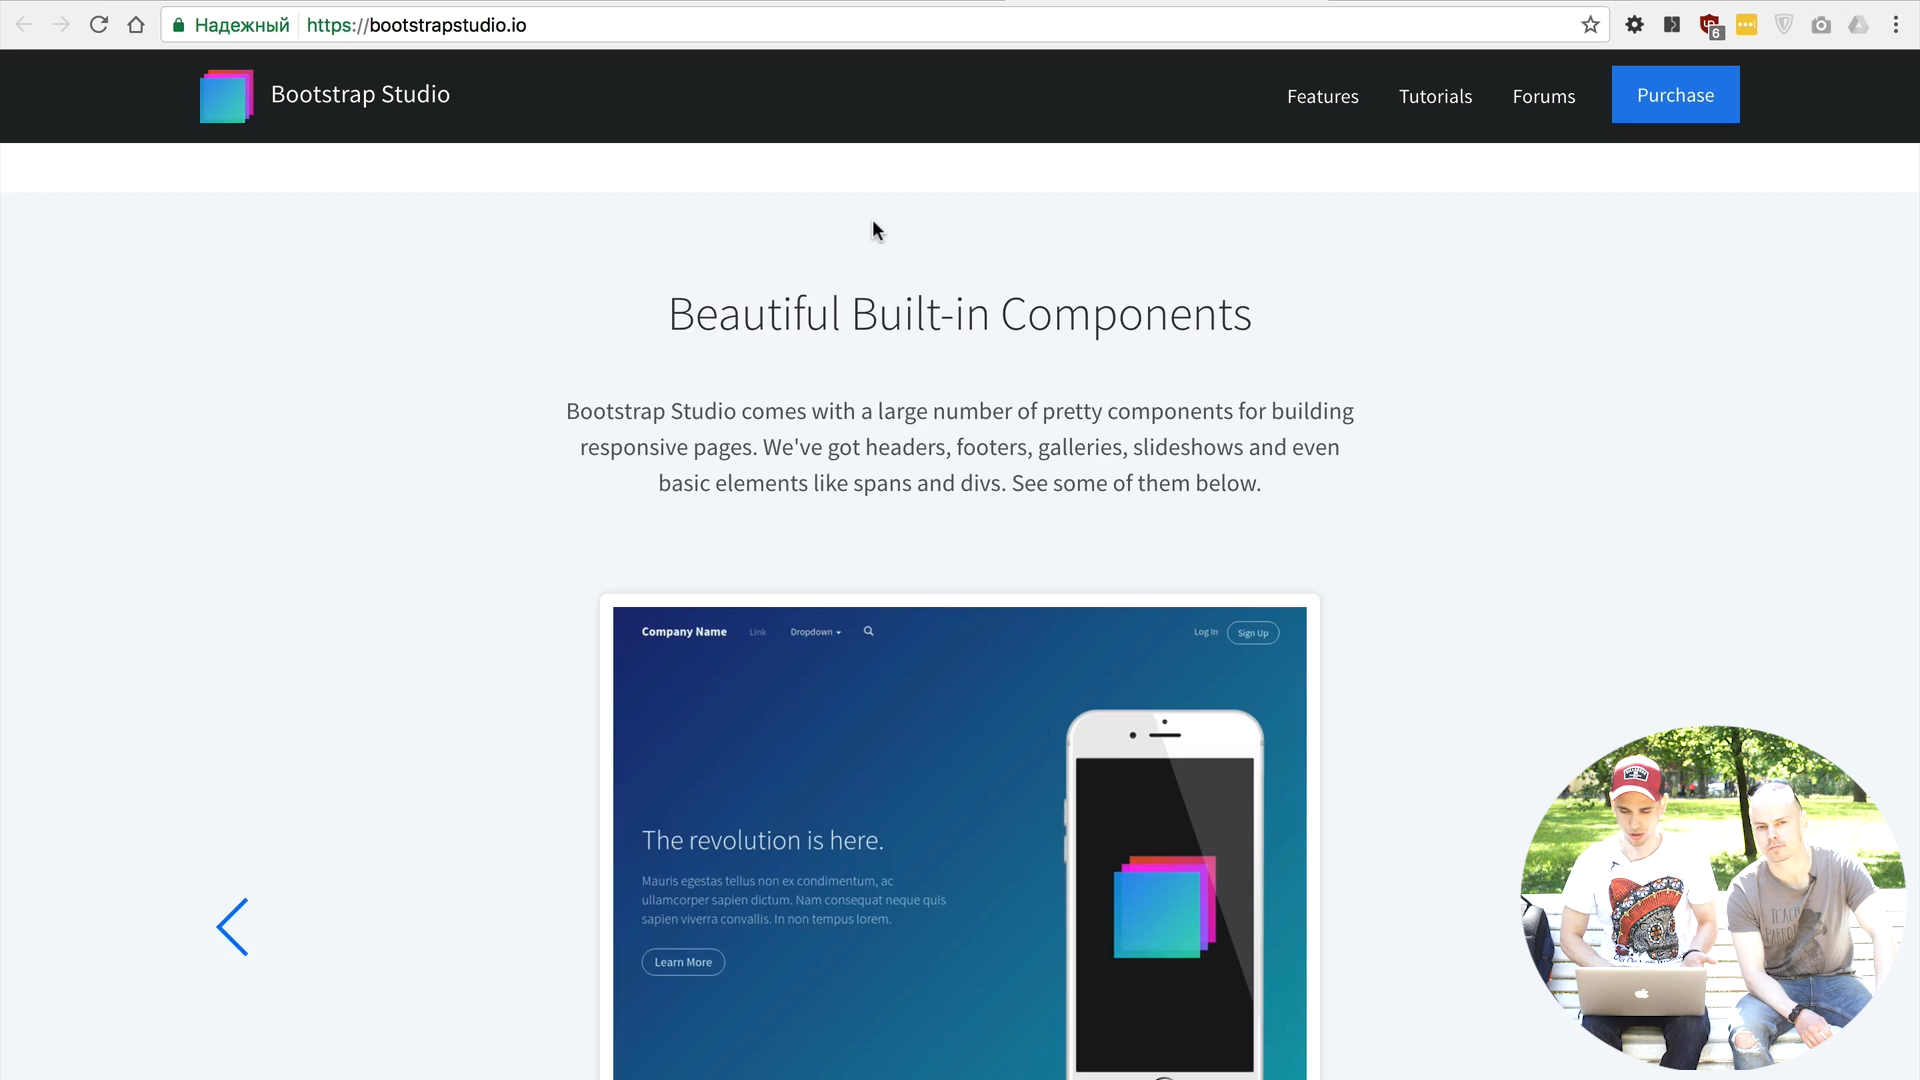 Надежный https://bootstrapstudio.io
6
Bootstrap Studio
Features Tutorials Forums Purchase
Beautiful Built-in Components
Bootstrap Studio comes with a large number of pretty components for building
responsive pages. We've got headers, footers, galleries, slideshows and even
basic elements like spans and divs. See some of them below.
Company Name Link Dropdown Log In Sign Up
The revolution is here.
Mauris egestas tellus non ex condimentum, ac
ullamcorper sapien dictum. Nam consequat neque quis
sapien viverra convallis. In non tempus lorem.
Learn More